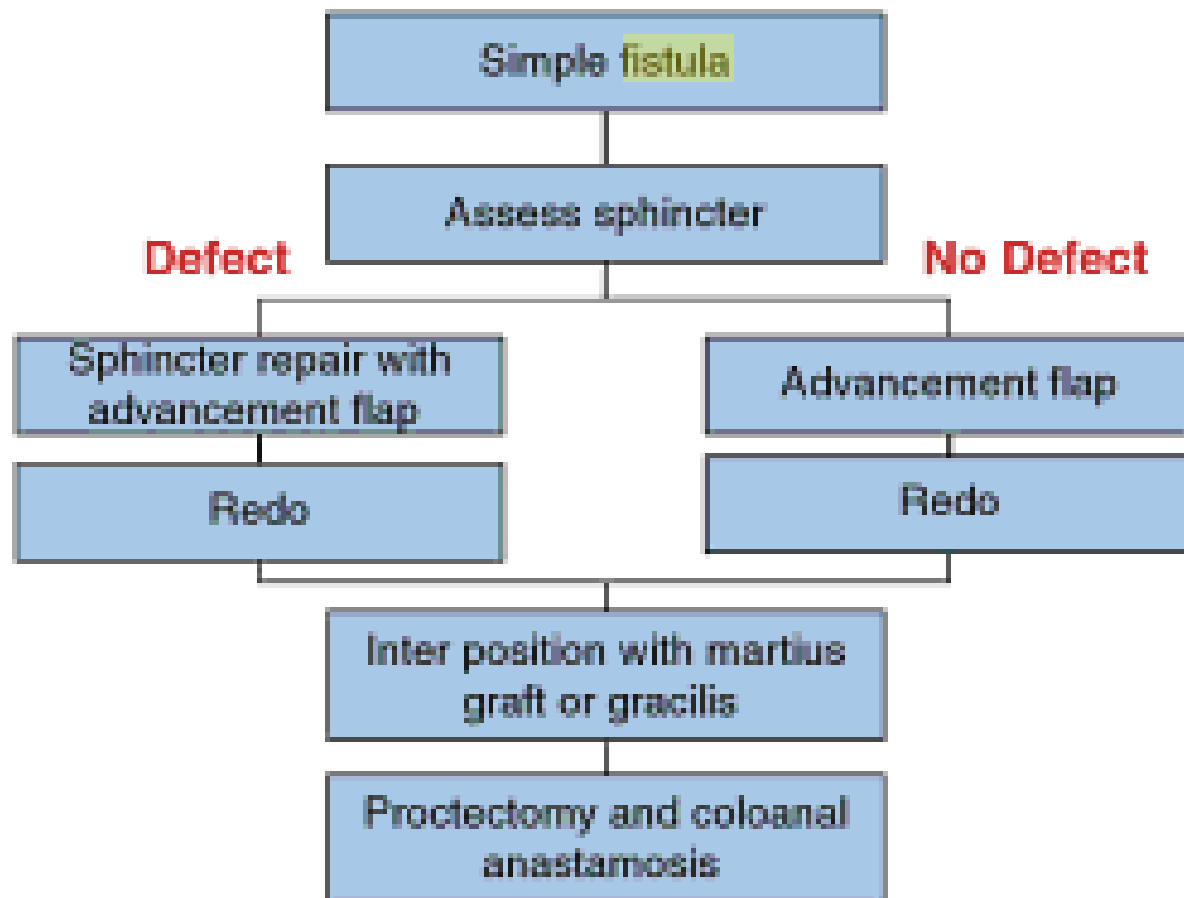 Simple fistula
Assess sphincter
Defect
No Defect
Sphincter repair with
advancement flap
Advancement flap
Redo
Redo
Inter position with martius
graft or gracilis
Proctectomy and coloanal
anastamosis